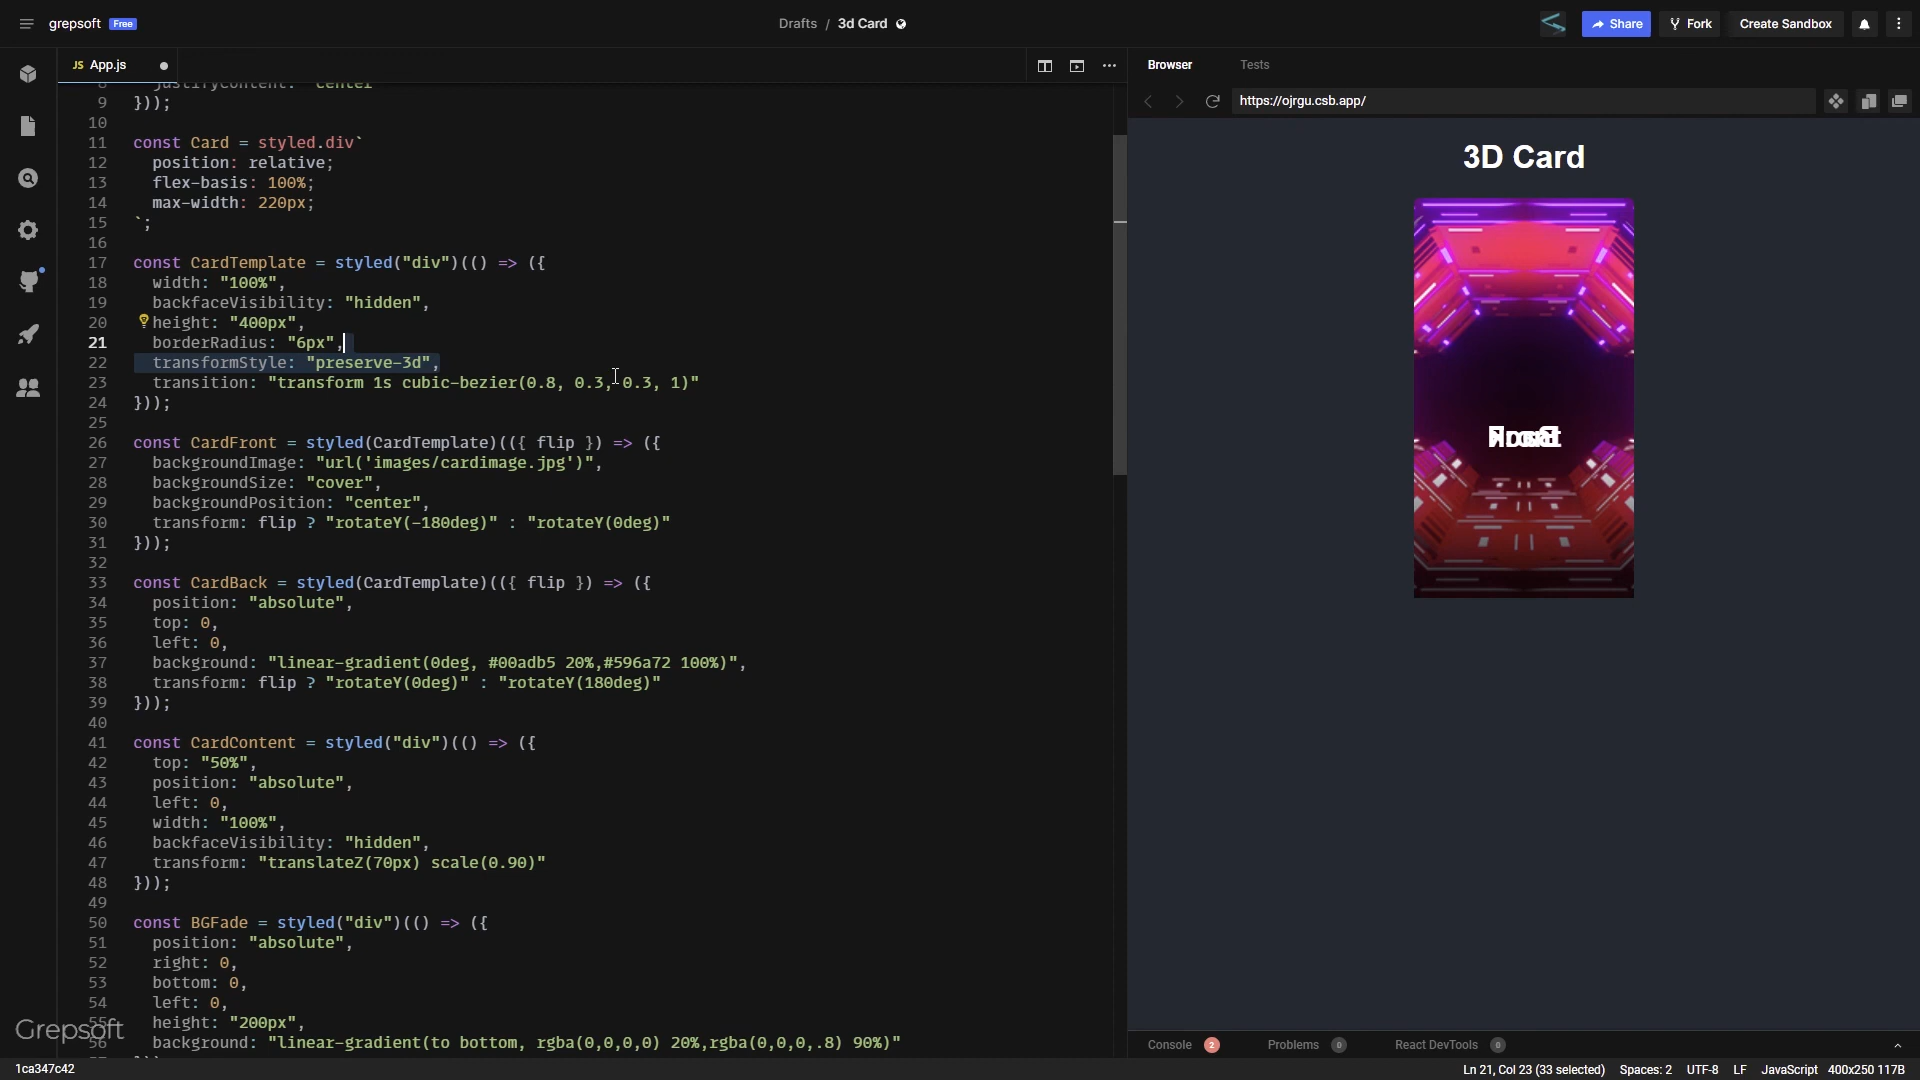 grepsoft Free
Drafts / 3d Card
Share Fork Create Sandbox
JS App.js
Browser Tests
https://ojrgu.csb.app/
8 justifyContent: "center"
9 }));
10
11 const Card = styled.div`
12 position: relative;
13 flex-basis: 100%;
14 max-width: 220px;
15 `;
16
17 const CardTemplate = styled("div")(() => ({
18 width: "100%",
19 backfaceVisibility: "hidden",
20 height: "400px",
21 borderRadius: "6px",
22 transformStyle: "preserve-3d",
23 transition: "transform 1s cubic-bezier(0.8, 0.3, 0.3, 1)"
24 }));
25
26 const CardFront = styled(CardTemplate)(({ flip }) => ({
27 backgroundImage: "url('images/cardimage.jpg')",
28 backgroundSize: "cover",
29 backgroundPosition: "center",
30 transform: flip ? "rotateY(-180deg)" : "rotateY(0deg)"
31 }));
32
33 const CardBack = styled(CardTemplate)(({ flip }) => ({
34 position: "absolute",
35 top: 0,
36 left: 0,
37 background: "linear-gradient(0deg, #00adb5 20%,#596a72 100%)",
38 transform: flip ? "rotateY(0deg)" : "rotateY(180deg)"
39 }));
40
41 const CardContent = styled("div")(() => ({
42 top: "50%",
43 position: "absolute",
44 left: 0,
45 width: "100%",
46 backfaceVisibility: "hidden",
47 transform: "translateZ(70px) scale(0.90)"
48 }));
49
50 const BGFade = styled("div")(() => ({
51 position: "absolute",
52 right: 0,
53 bottom: 0,
54 left: 0,
55 height: "200px",
56 background: "linear-gradient(to bottom, rgba(0,0,0,0) 20%,rgba(0,0,0,.8) 90%)"
3D Card
Grepsoft
Console 2 Problems 0 React DevTools 0
1ca347c42
Ln 21, Col 23 (33 selected) Spaces: 2 UTF-8 LF JavaScript 400x250 117B